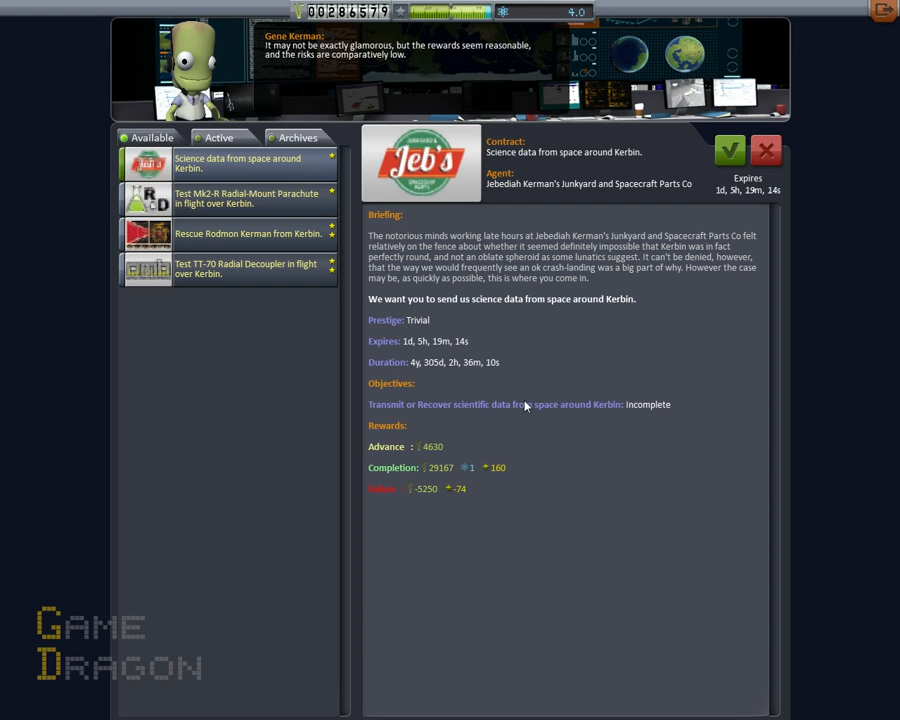 00286579
4.0
Gene Kerman:
It may not be exactly glamorous, but the rewards seem reasonable,
and the risks are comparatively low.
Available
Active
Archives
Science data from space around
Kerbin.
R
D
Test Mk2-R Radial-Mount Parachute
in flight over Kerbin.
Rescue Rodmon Kerman from Kerbin.
Test TT-70 Radial Decoupler in flight
over Kerbin.
JUNKYARD &
Jeb's
SPACESHIP
PARTS
Contract:
Science data from space around Kerbin.
Agent:
Jebediah Kerman's Junkyard and Spacecraft Parts Co
Expires
1d, 5h, 19m, 14s
Briefing:
The notorious minds working late hours at Jebediah Kerman's Junkyard and Spacecraft Parts Co felt
relatively on the fence about whether it seemed definitely impossible that Kerbin was in fact
perfectly round, and not an oblate spheroid as some lunatics suggest. It can't be denied, however,
that the way we would frequently see an ok crash-landing was a big part of why. However the case
may be, as quickly as possible, this is where you come in.
We want you to send us science data from space around Kerbin.
Prestige: Trivial
Expires: 1d, 5h, 19m, 14s
Duration: 4y, 305d, 2h, 36m, 10s
Objectives:
Transmit or Recover scientific data from space around Kerbin: Incomplete
Rewards:
Advance : 4630
Completion: 29167 1 160
Failure: -5250 -74
Game
Dragon